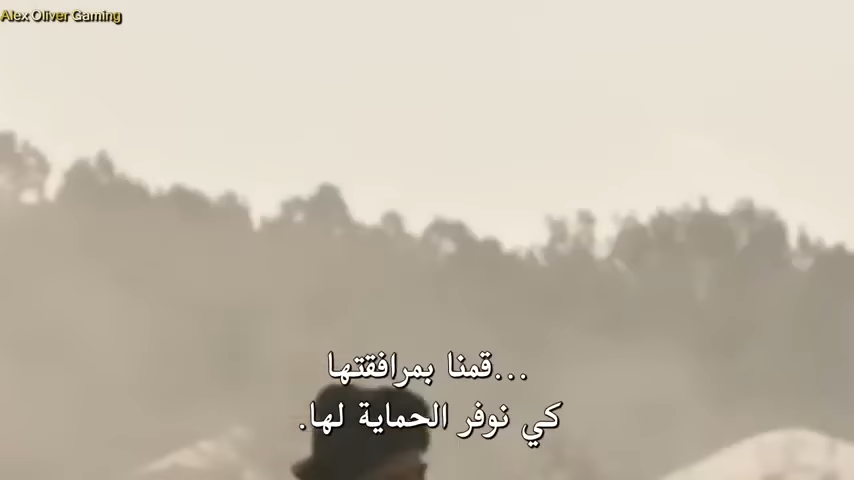 Alex Oliver Gaming
...قمنا بمرافقتها
كي نوفر الحماية لها.